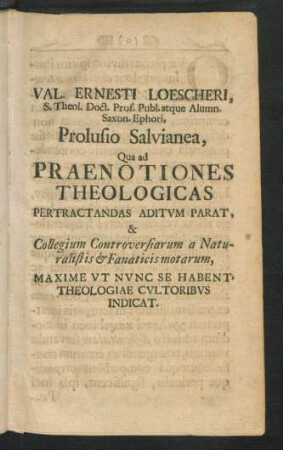 VAL. ERNESTI LOESCHERI,
S. Theol. Doct. Prof. Publ. atque Alumn.
Saxon. Ephori,
Prolusio Salvianea,
Qua ad
PRAENOTIONES
THEOLOGICAS
PERTRACTANDAS ADITVM PARAT,
&
Collegium Controversiarum a Natu-
ralistis & Fanaticis motarum,
MAXIME VT NVNC SE HABENT,
THEOLOGIAE CVLTORIBVS
INDICAT.